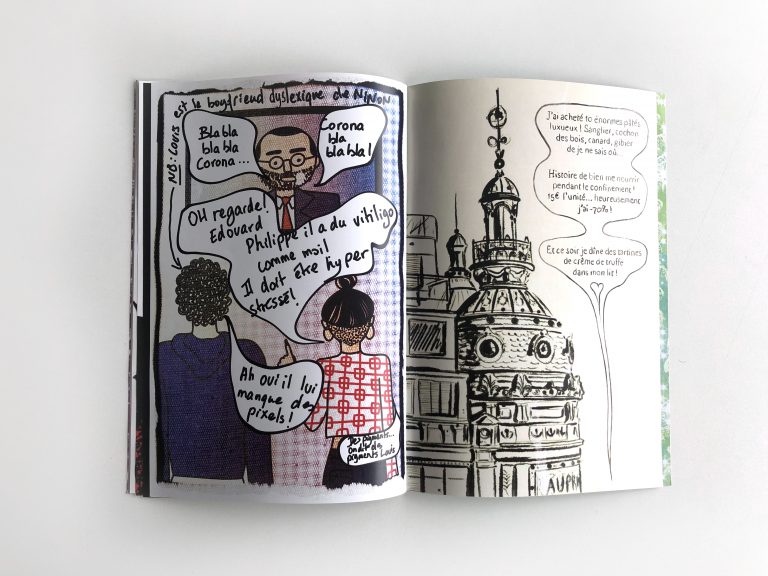 NB : Louis est le boyfriend dyslexique de NINON
Bla bla
bla bla
Corona...
Corona
bla
bla
bla bla !
OH regarde !
Edouard
Philippe il a du vitiligo
comme moi !
Il doit être hyper
stressé !
Ah oui il lui
manque des
pixels !
Des pigments...
on dit des
pigments Louis
J'ai acheté 10 énormes pâtés
luxueux ! Sanglier, cochon
des bois, canard, gibier
de je ne sais où.
Histoire de bien me nourrir
pendant le confinement !
15€ l'unité... heureusement
j'ai -70% !
Et ce soir je dîne des tartines
de crème de truffe
dans mon lit !
AUPRIN